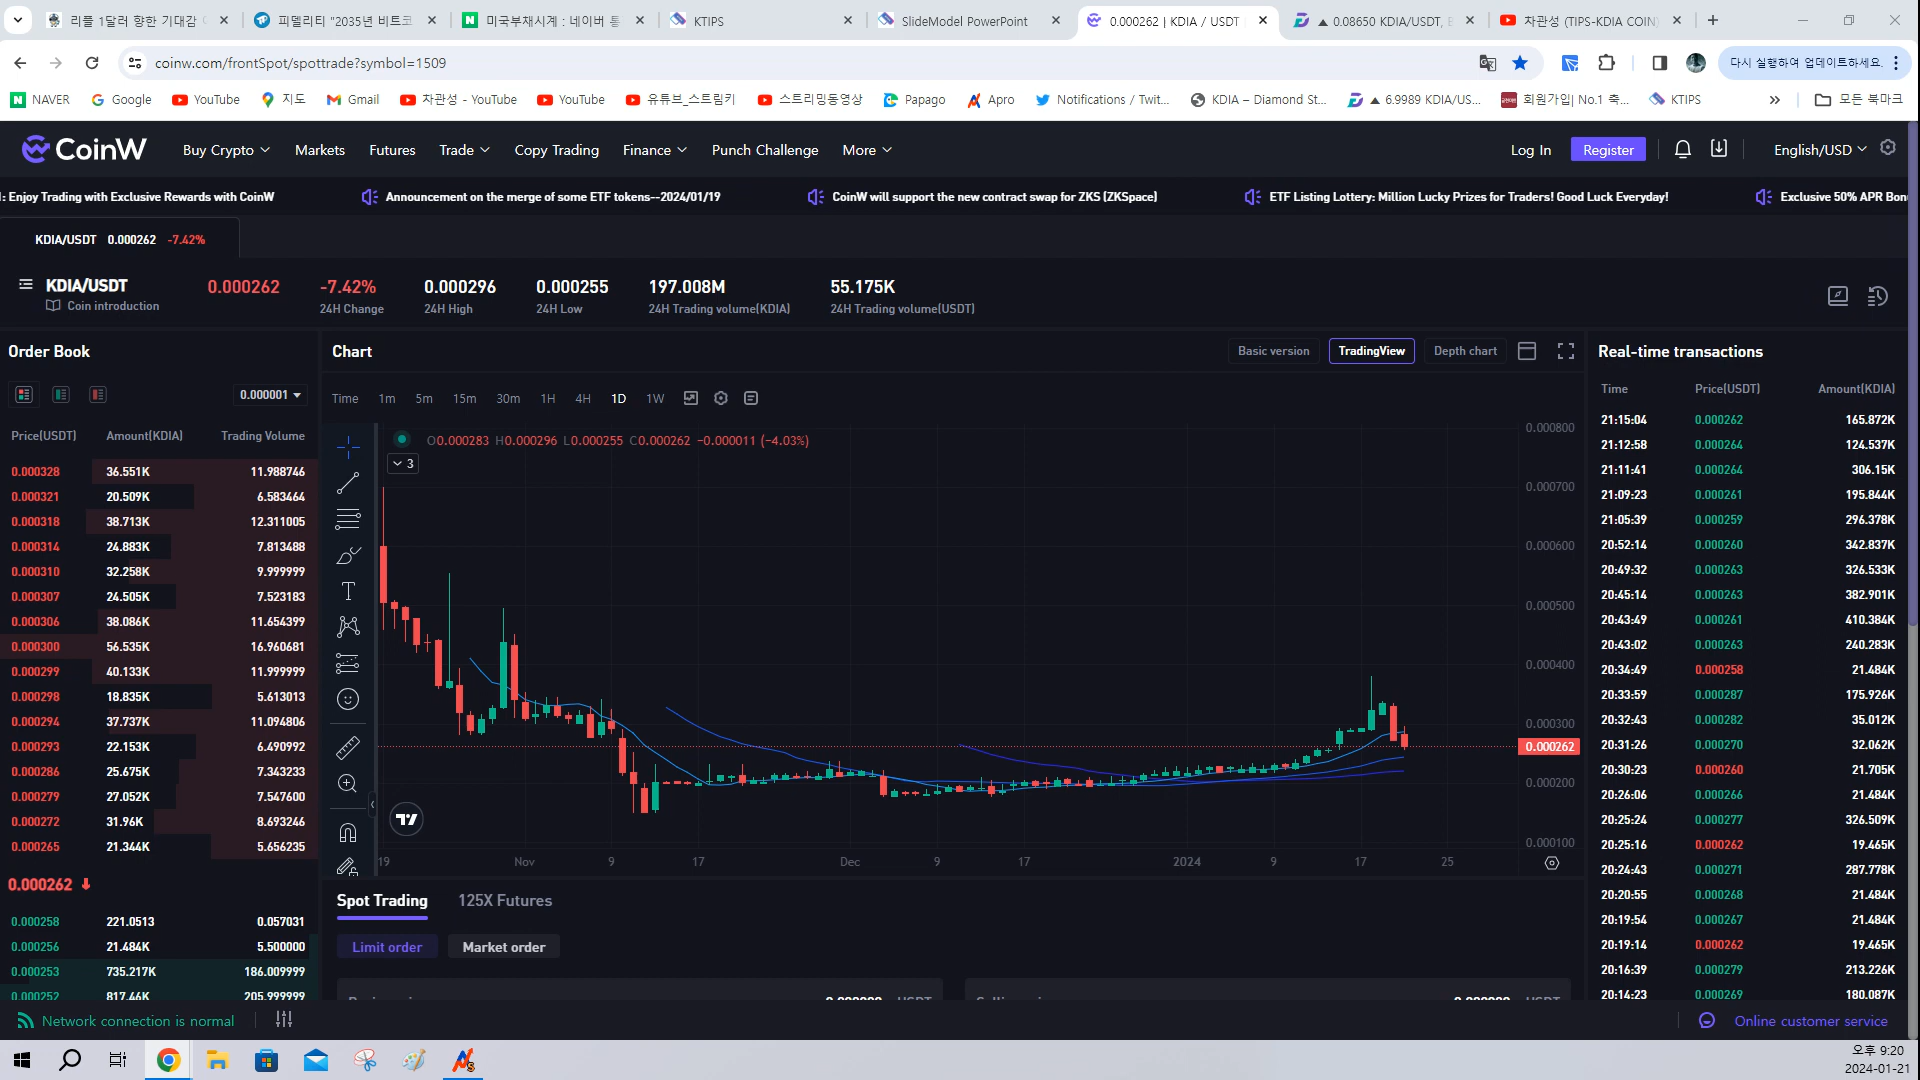 리플 1달러 향한 기대감
피델리티 "2035년 비트코
미국부채시계 : 네이버 통
KTIPS
SlideModel PowerPoint
0.000262 | KDIA / USDT
▲ 0.08650 KDIA/USDT,
차관성 (TIPS-KDIA COIN)
coinw.com/frontSpot/spottrade?symbol=1509
다시 실행하여 업데이트하세요.
NAVER
Google
YouTube
지도
Gmail
차관성 - YouTube
YouTube
유튜브_스트림키
스트리밍동영상
Papago
Apro
Notifications / Twit...
KDIA – Diamond St...
▲ 6.9989 KDIA/US...
회원가입| No.1 축...
KTIPS
모든 북마크
CoinW
Buy Crypto
Markets
Futures
Trade
Copy Trading
Finance
Punch Challenge
More
Log In
Register
English/USD
: Enjoy Trading with Exclusive Rewards with CoinW
Announcement on the merge of some ETF tokens--2024/01/19
CoinW will support the new contract swap for ZKS (ZKSpace)
ETF Listing Lottery: Million Lucky Prizes for Traders! Good Luck Everyday!
Exclusive 50% APR Bon
KDIA/USDT 0.000262 -7.42%
KDIA/USDT
Coin introduction
0.000262
-7.42%
24H Change
0.000296
24H High
0.000255
24H Low
197.008M
24H Trading volume(KDIA)
55.175K
24H Trading volume(USDT)
Order Book
0.000001
Price(USDT) Amount(KDIA) Trading Volume
0.000328 36.551K 11.988746
0.000321 20.509K 6.583464
0.000318 38.713K 12.311005
0.000314 24.883K 7.813488
0.000310 32.258K 9.999999
0.000307 24.505K 7.523183
0.000306 38.086K 11.654399
0.000300 56.535K 16.960681
0.000299 40.133K 11.999999
0.000298 18.835K 5.613013
0.000294 37.737K 11.094806
0.000293 22.153K 6.490992
0.000286 25.675K 7.343233
0.000279 27.052K 7.547600
0.000272 31.96K 8.693246
0.000265 21.344K 5.656235
0.000262
0.000258 221.0513 0.057031
0.000256 21.484K 5.500000
0.000253 735.217K 186.009999
0.000252 817.46K 205.999999
Chart
Basic version
TradingView
Depth chart
Time 1m 5m 15m 30m 1H 4H 1D 1W
O0.000283 H0.000296 L0.000255 C0.000262 −0.000011 (−4.03%)
3
0.000800
0.000700
0.000600
0.000500
0.000400
0.000300
0.000262
0.000200
0.000100
19 Nov 9 17 Dec 9 17 2024 9 17 25
Spot Trading
125X Futures
Limit order
Market order
Real-time transactions
Time Price(USDT) Amount(KDIA)
21:15:04 0.000262 165.872K
21:12:58 0.000264 124.537K
21:11:41 0.000264 306.15K
21:09:23 0.000261 195.844K
21:05:39 0.000259 296.378K
20:52:14 0.000260 342.837K
20:49:32 0.000263 326.533K
20:45:14 0.000263 382.901K
20:43:49 0.000261 410.384K
20:43:02 0.000263 240.283K
20:34:49 0.000258 21.484K
20:33:59 0.000287 175.926K
20:32:43 0.000282 35.012K
20:31:26 0.000270 32.062K
20:30:23 0.000260 21.705K
20:26:06 0.000266 21.484K
20:25:24 0.000277 326.509K
20:25:16 0.000262 19.465K
20:24:43 0.000271 287.778K
20:20:55 0.000268 21.484K
20:19:54 0.000267 21.484K
20:19:14 0.000262 19.465K
20:16:39 0.000279 213.226K
20:14:23 0.000269 180.087K
Network connection is normal
Online customer service
오후 9:20
2024-01-21